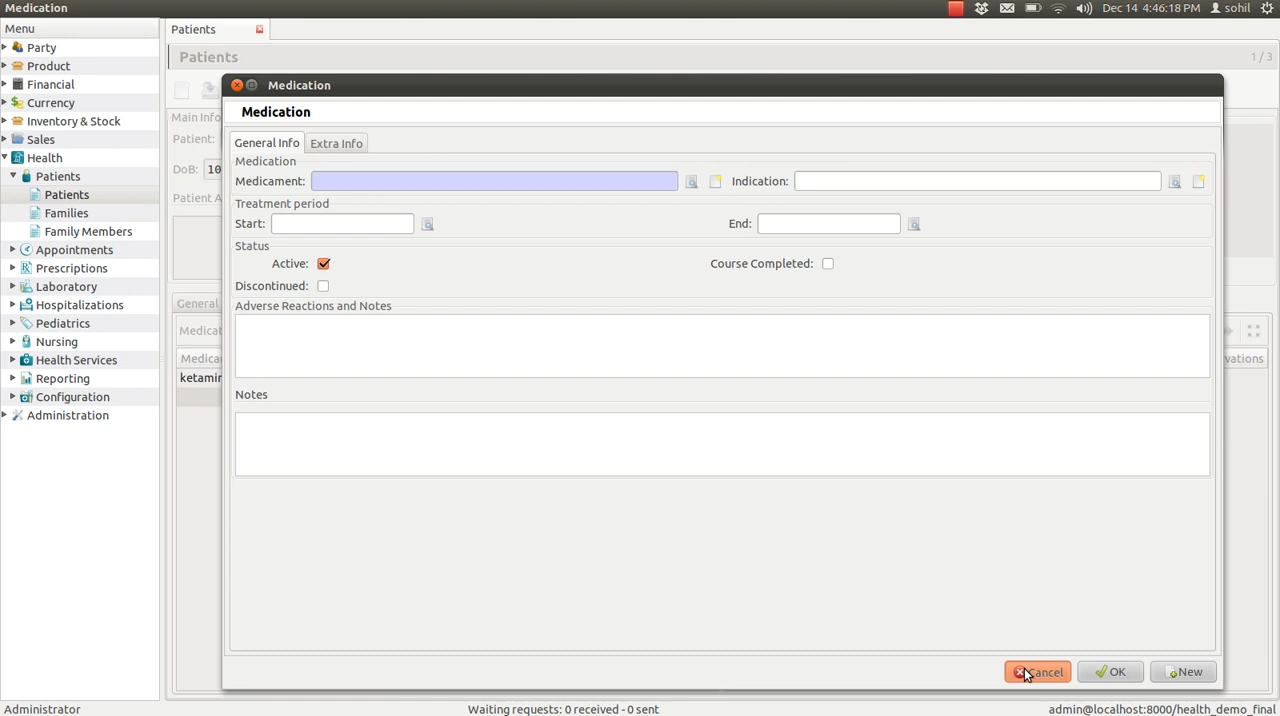 Medication
Dec 14 4:46:18 PM
sohil
Menu
Party
Product
Financial
Currency
Inventory & Stock
Sales
Health
Patients
Patients
Families
Family Members
Appointments
Prescriptions
Laboratory
Hospitalizations
Pediatrics
Nursing
Health Services
Reporting
Configuration
Administration
Patients
Patients
1 / 3
Main Info
Patient:
DoB: 10
Patient A
General
Medicat
Medicar
vations
ketamin
Medication
Medication
General Info
Extra Info
Medication
Medicament:
Indication:
Treatment period
Start:
End:
Status
Active:
Course Completed:
Discontinued:
Adverse Reactions and Notes
Notes
Cancel
OK
New
Administrator
Waiting requests: 0 received - 0 sent
admin@localhost:8000/health_demo_final